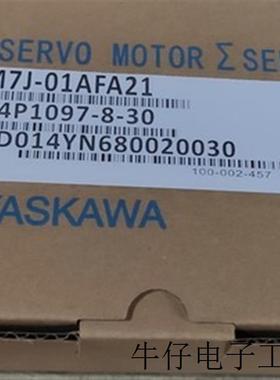 SERVO MOTOR Σ SE
M7J-01AFA21
4P1097-8-30
D014YN680020030
100-002-457
YASKAWA
牛仔电子工